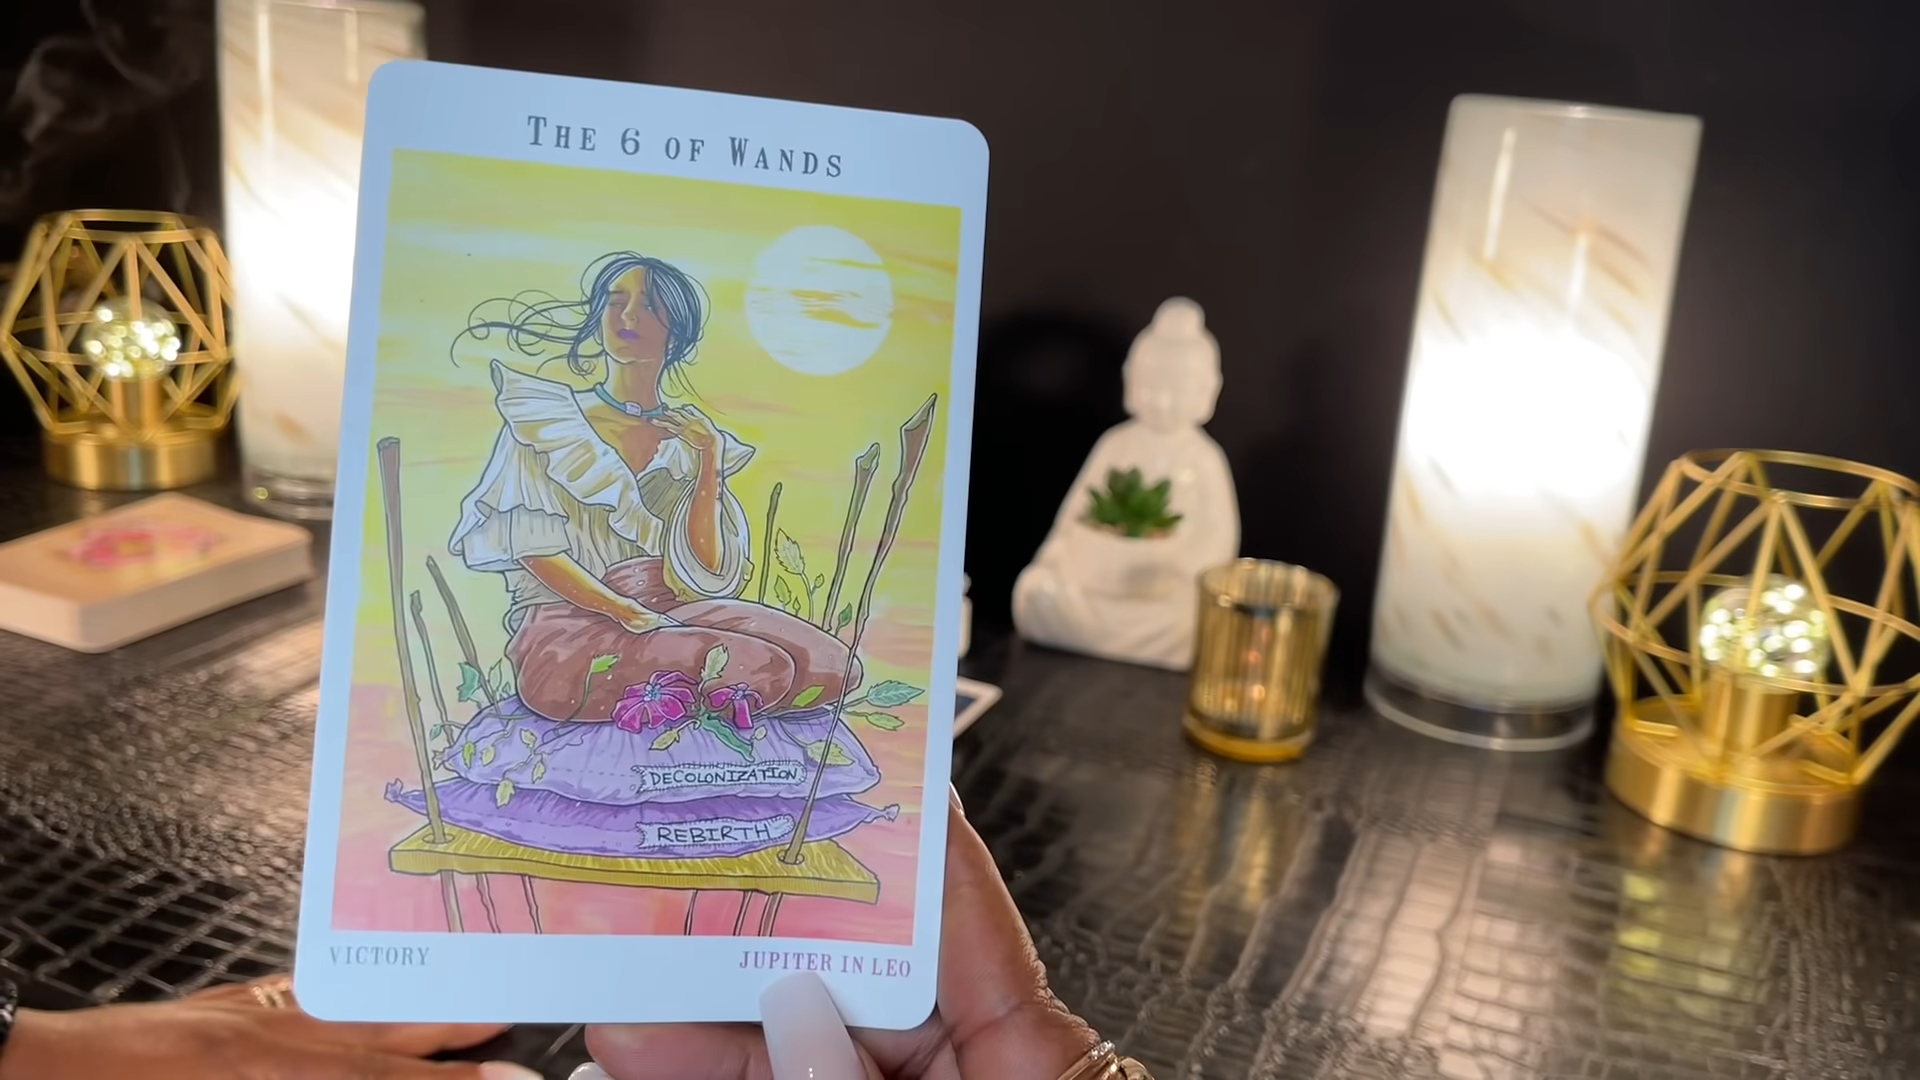 THE 6 OF WANDS
DECOLONIZATION
REBIRTH
VICTORY
JUPITER IN LEO